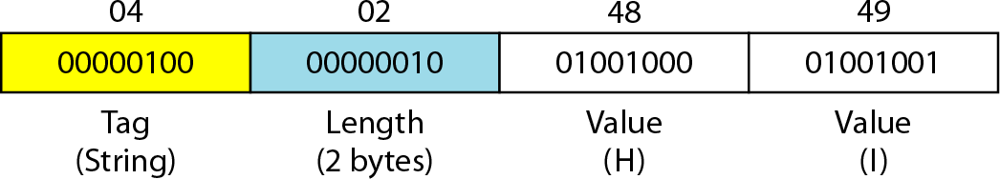 04 02 48 49
00000100 00000010 01001000 01001001
Tag Length Value Value
(String) (2 bytes) (H) (I)